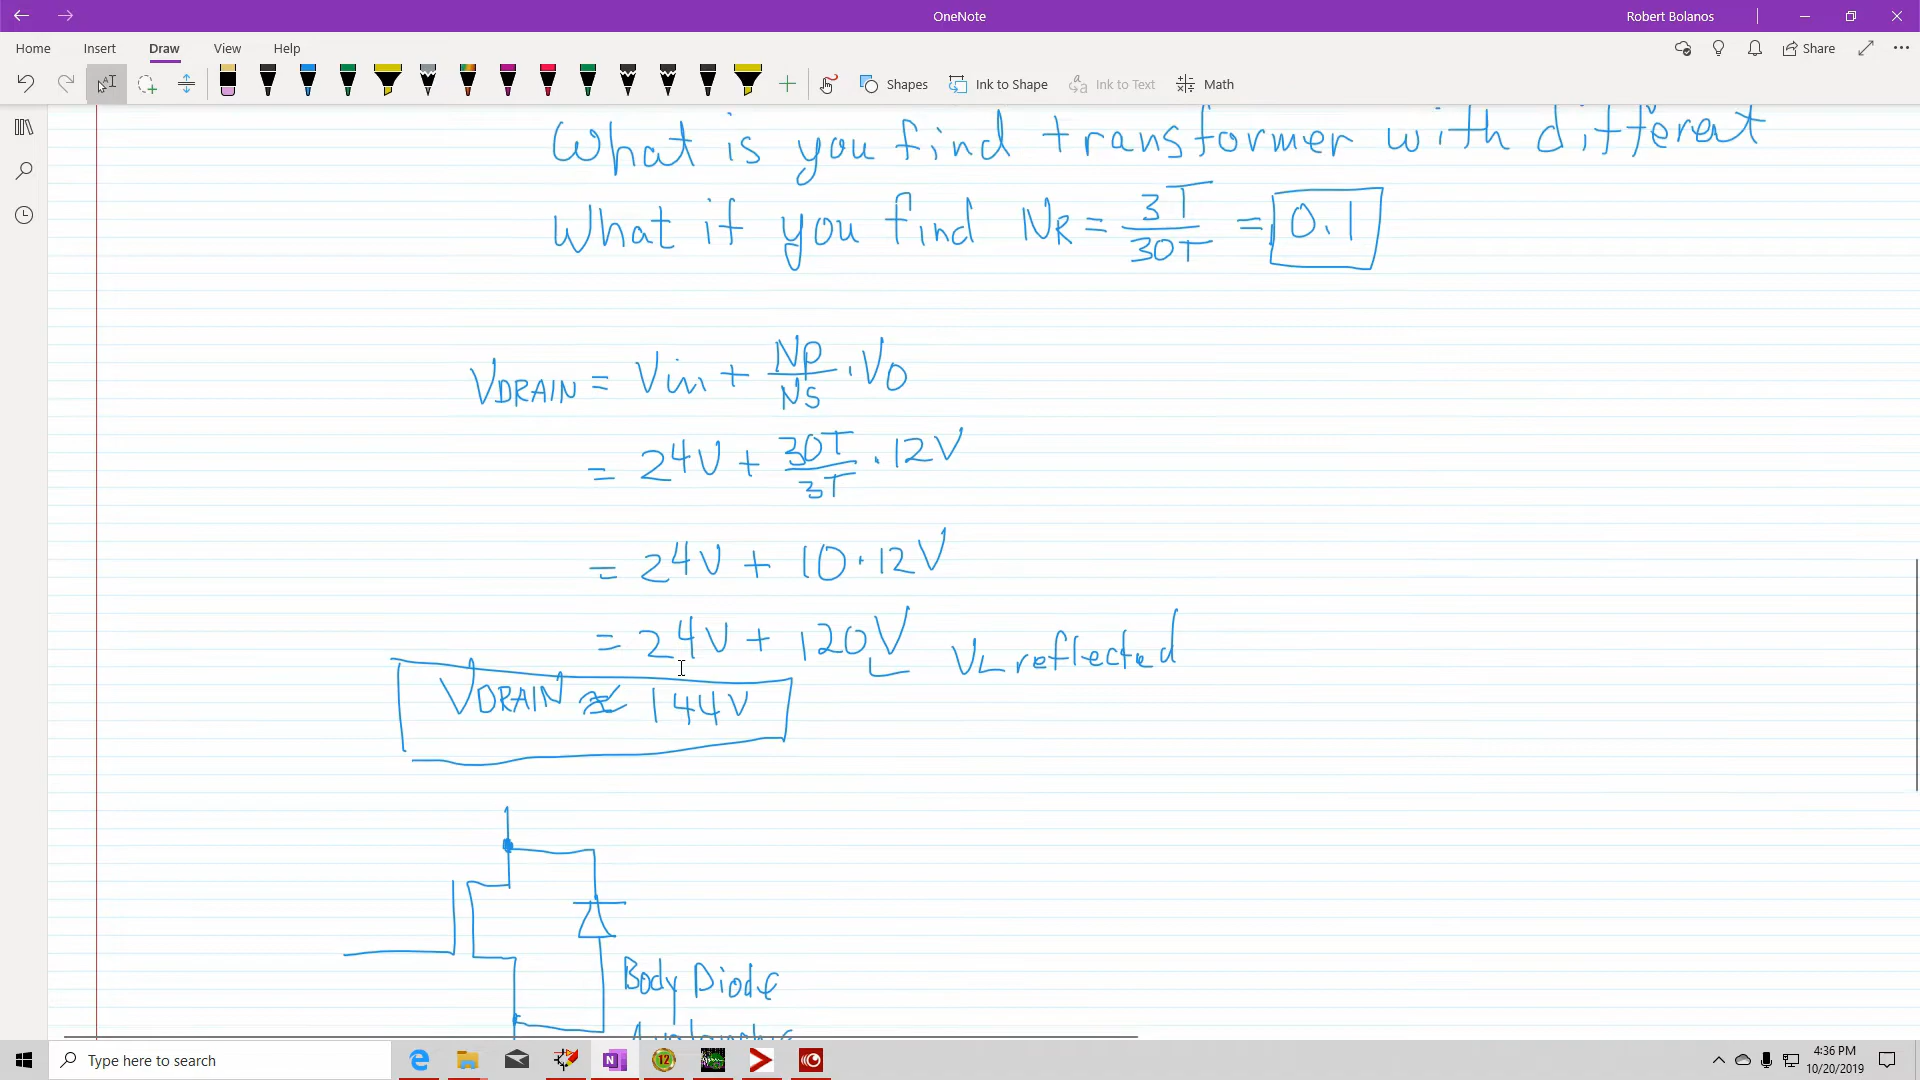 OneNote
Robert Bolanos
Home Insert Draw View Help
Share
Shapes Ink to Shape Ink to Text Math
What is you find transformer with different
What if you find NR = 3T / 30T = 0.1
VDRAIN = Vin + NP / NS · VO
= 24V + 30T / 3T · 12V
= 24V + 10 · 12V
= 24V + 120V VL reflected
VDRAIN ≈ 144V
Body Diode
Type here to search
12
4:36 PM
10/20/2019